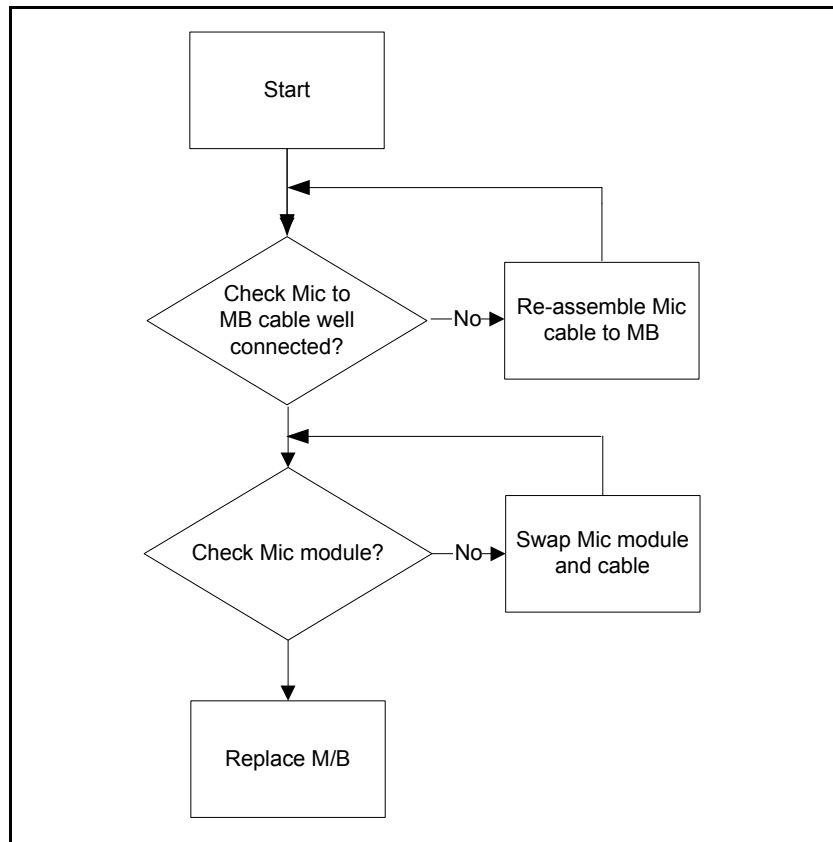 Start
Check Mic to
MB cable well
connected?
No
Re-assemble Mic
cable to MB
Check Mic module?
No
Swap Mic module
and cable
Replace M/B